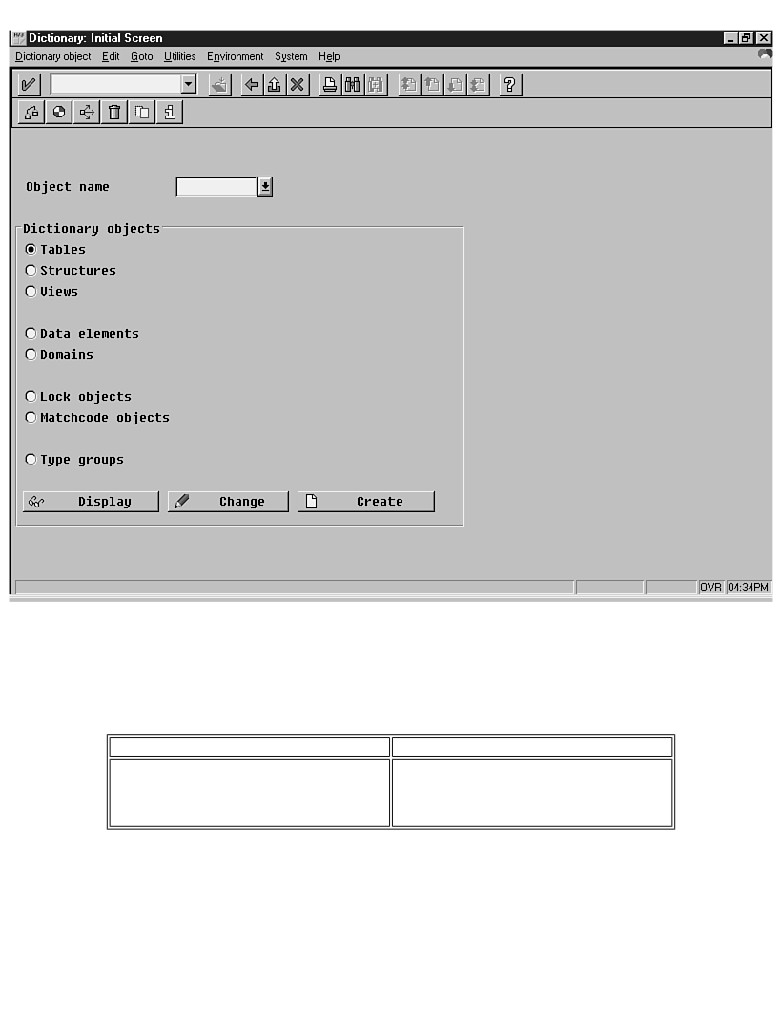 Dictionary: Initial Screen
Dictionary object Edit Goto Utilities Environment System Help
Object name
Dictionary objects
Tables
Structures
Views
Data elements
Domains
Lock objects
Matchcode objects
Type groups
Display Change Create
OVR 04:34PM